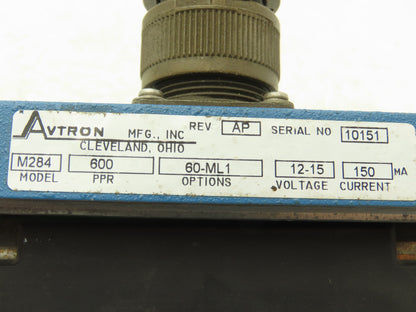 AVTRON MFG., INC REV AP SERIAL NO 10151
CLEVELAND, OHIO
M284 600 60-ML1 12-15 150 MA
MODEL PPR OPTIONS VOLTAGE CURRENT